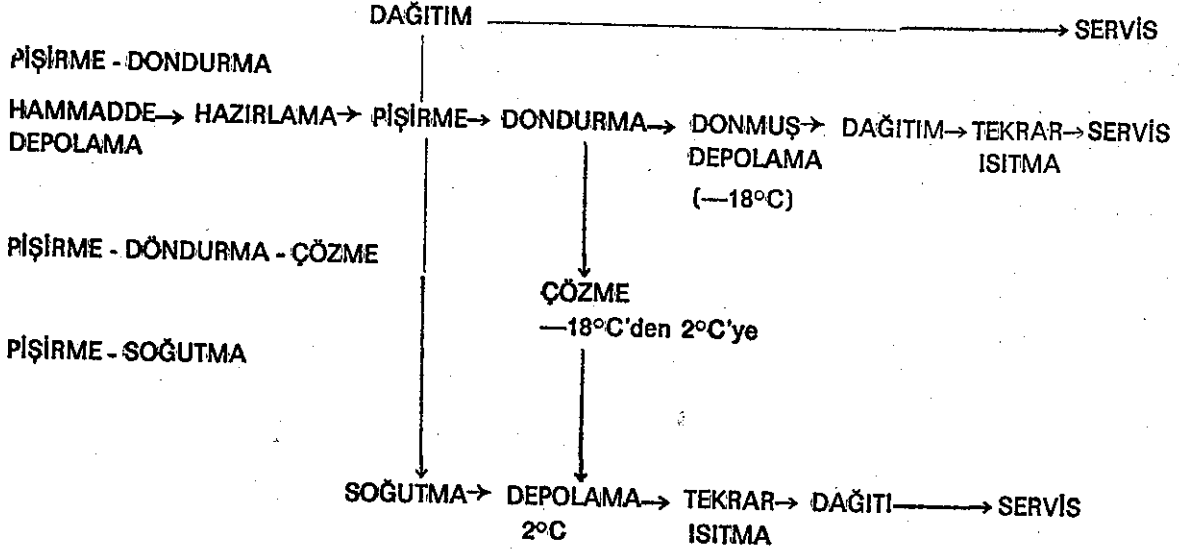 DAĞITIM → SERVİS
PİŞİRME - DONDURMA
HAMMADDE→ HAZIRLAMA→ PİŞİRME→ DONDURMA→ DONMUŞ→ DAĞITIM→ TEKRAR→ SERVİS
DEPOLAMA DEPOLAMA ISITMA
(—18°C)
PİŞİRME - DÖNDURMA - ÇÖZME
ÇÖZME
—18°C'den 2°C'ye
PİŞİRME - SOĞUTMA
SOĞUTMA→ DEPOLAMA→ TEKRAR→ DAĞITI→ SERVİS
2°C ISITMA